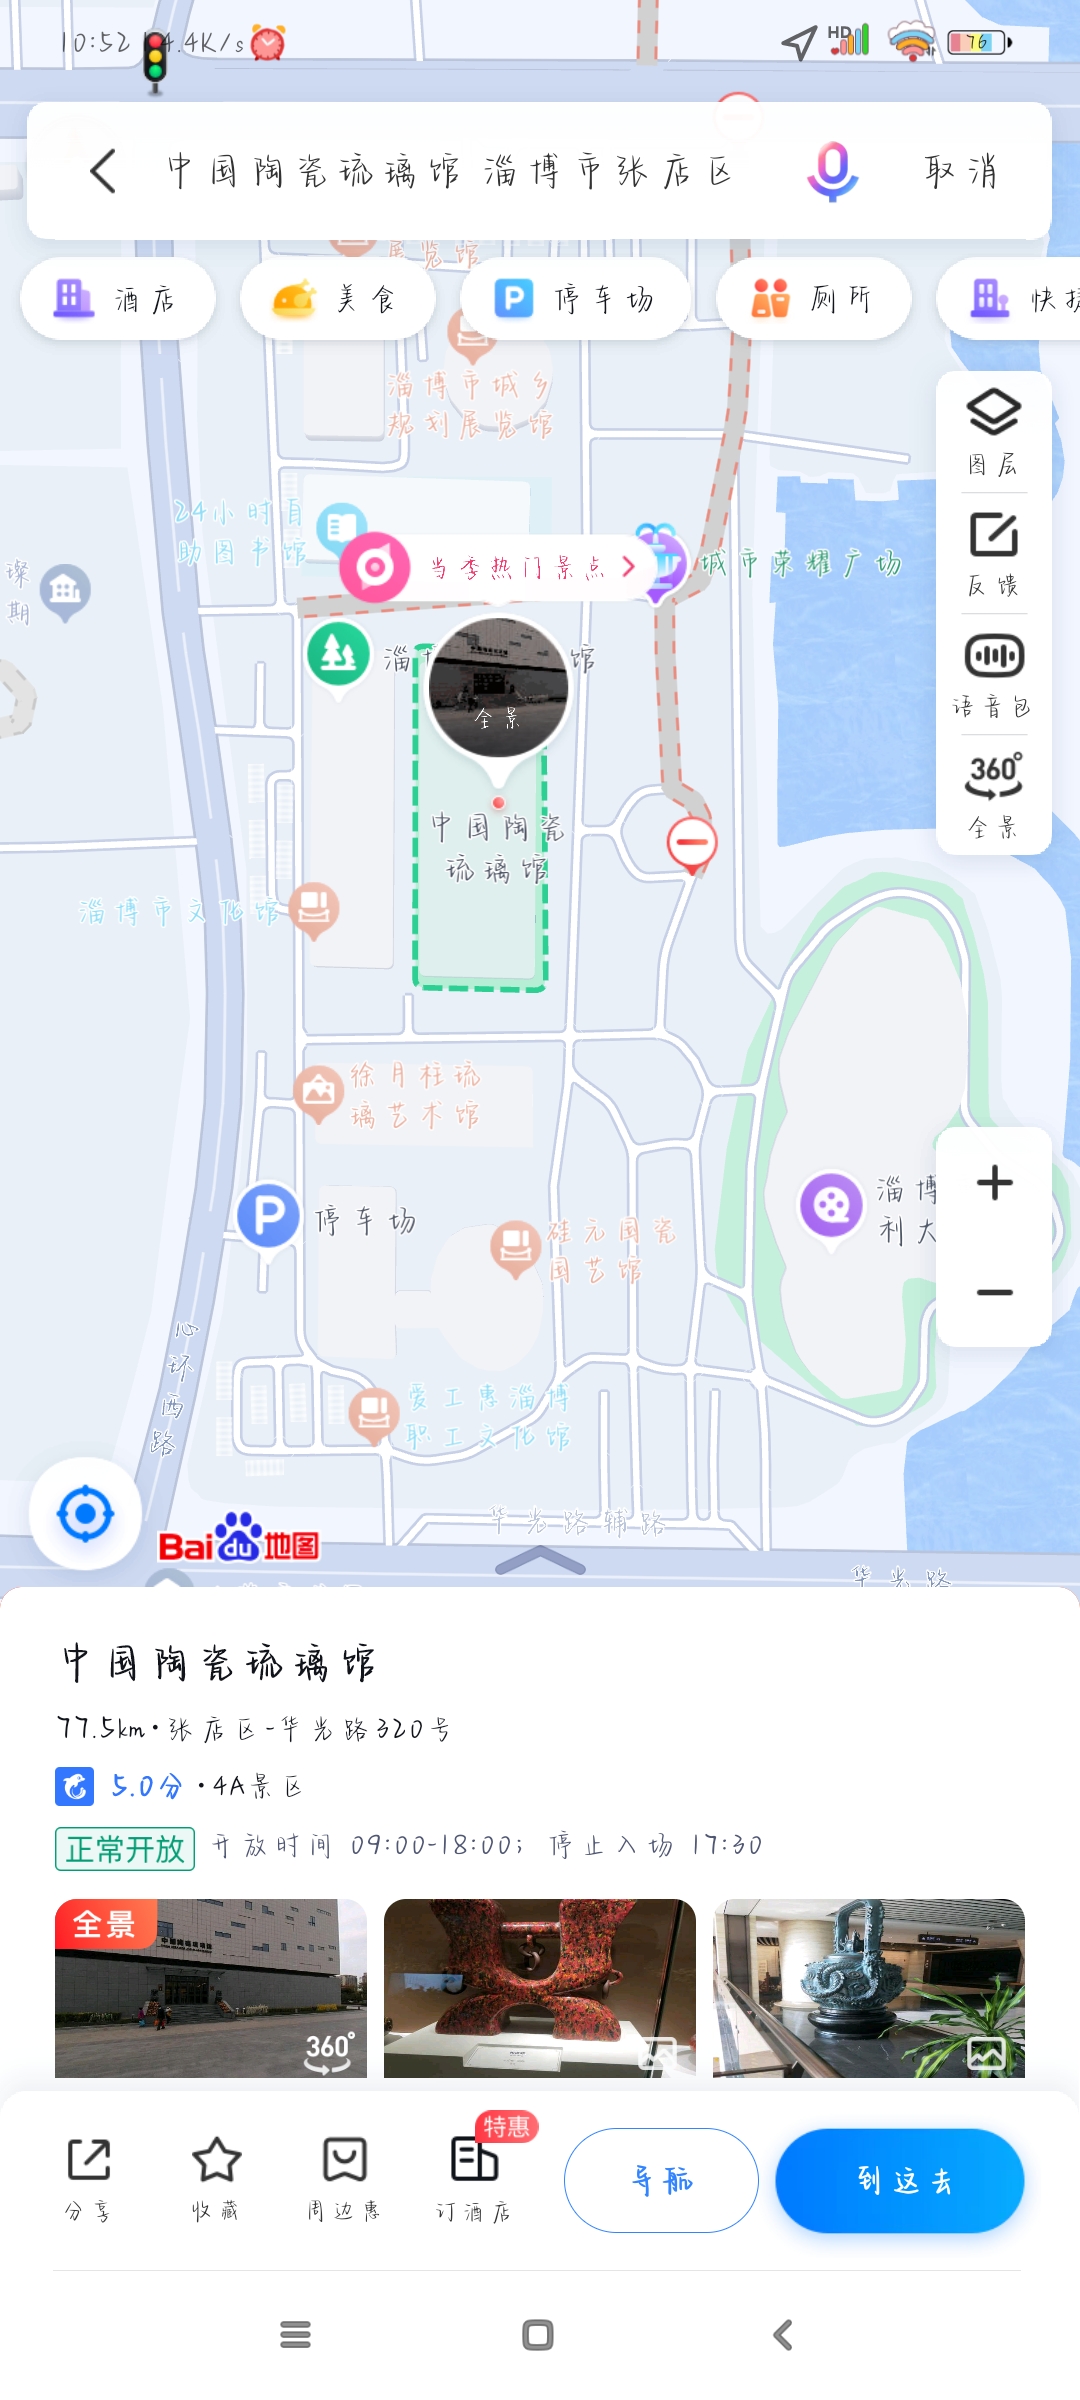 10:52
4.4K/s
HD
76
中国陶瓷琉璃馆 淄博市张店区
取消
展览馆
酒店
美食
停车场
厕所
快捷
淄博市城乡
规划展览馆
图层
24小时自
助图书馆
反馈
当季热门景点
城市荣耀广场
璨
期
淄
馆
全景
语音包
360°
全景
中国陶瓷
琉璃馆
淄博市文化馆
徐月柱琉
璃艺术馆
停车场
淄博
利大
硅元国瓷
国艺馆
心环西路
爱工惠淄博
职工文化馆
华光路辅路
Bai du 地图
华光路
中国陶瓷琉璃馆
77.5km·张店区-华光路320号
5.0分·4A景区
正常开放 开放时间 09:00-18:00; 停止入场 17:30
全景
360°
特惠
分享
收藏
周边惠
订酒店
导航
到这去